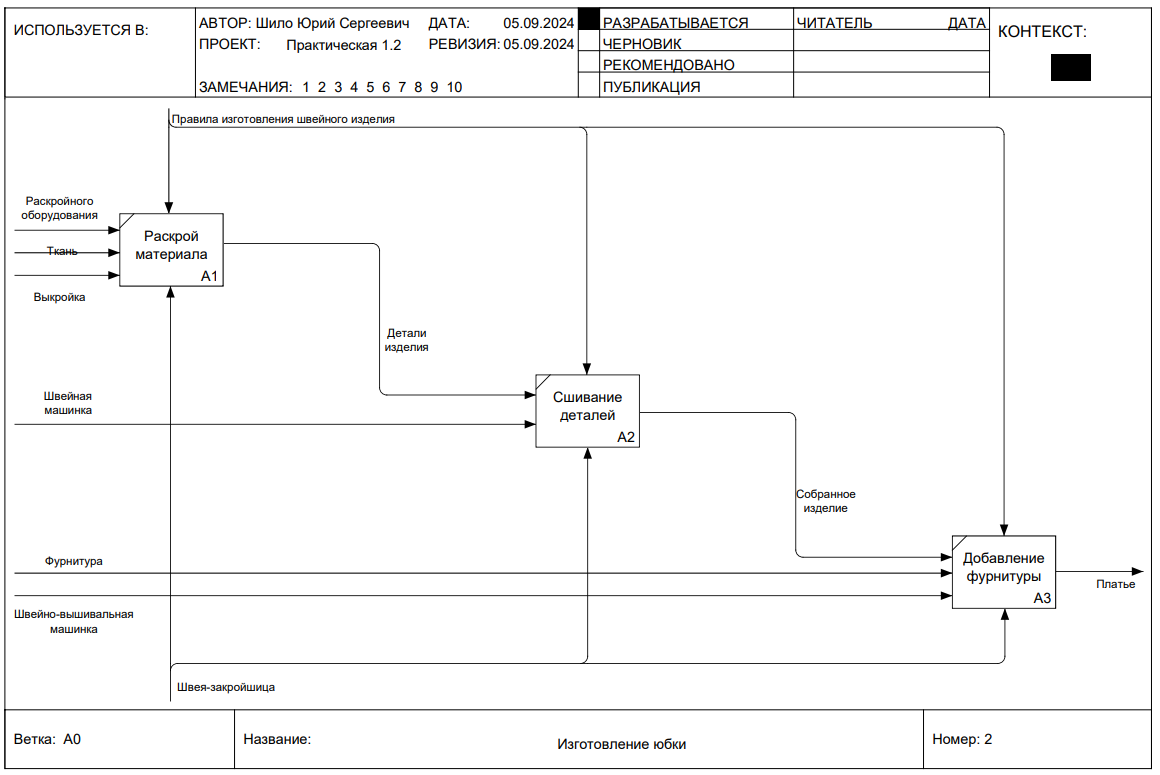 ИСПОЛЬЗУЕТСЯ В:
АВТОР: Шило Юрий Сергеевич ДАТА: 05.09.2024
ПРОЕКТ: Практическая 1.2 РЕВИЗИЯ: 05.09.2024
ЗАМЕЧАНИЯ: 1 2 3 4 5 6 7 8 9 10
РАЗРАБАТЫВАЕТСЯ
ЧЕРНОВИК
РЕКОМЕНДОВАНО
ПУБЛИКАЦИЯ
ЧИТАТЕЛЬ ДАТА
КОНТЕКСТ:
Правила изготовления швейного изделия
Раскройного
оборудования
Ткань
Выкройка
Раскрой
материала
A1
Детали
изделия
Швейная
машинка
Сшивание
деталей
A2
Собранное
изделие
Фурнитура
Швейно-вышивальная
машинка
Добавление
фурнитуры
A3
Платье
Швея-закройшица
Ветка: A0
Название:
Изготовление юбки
Номер: 2